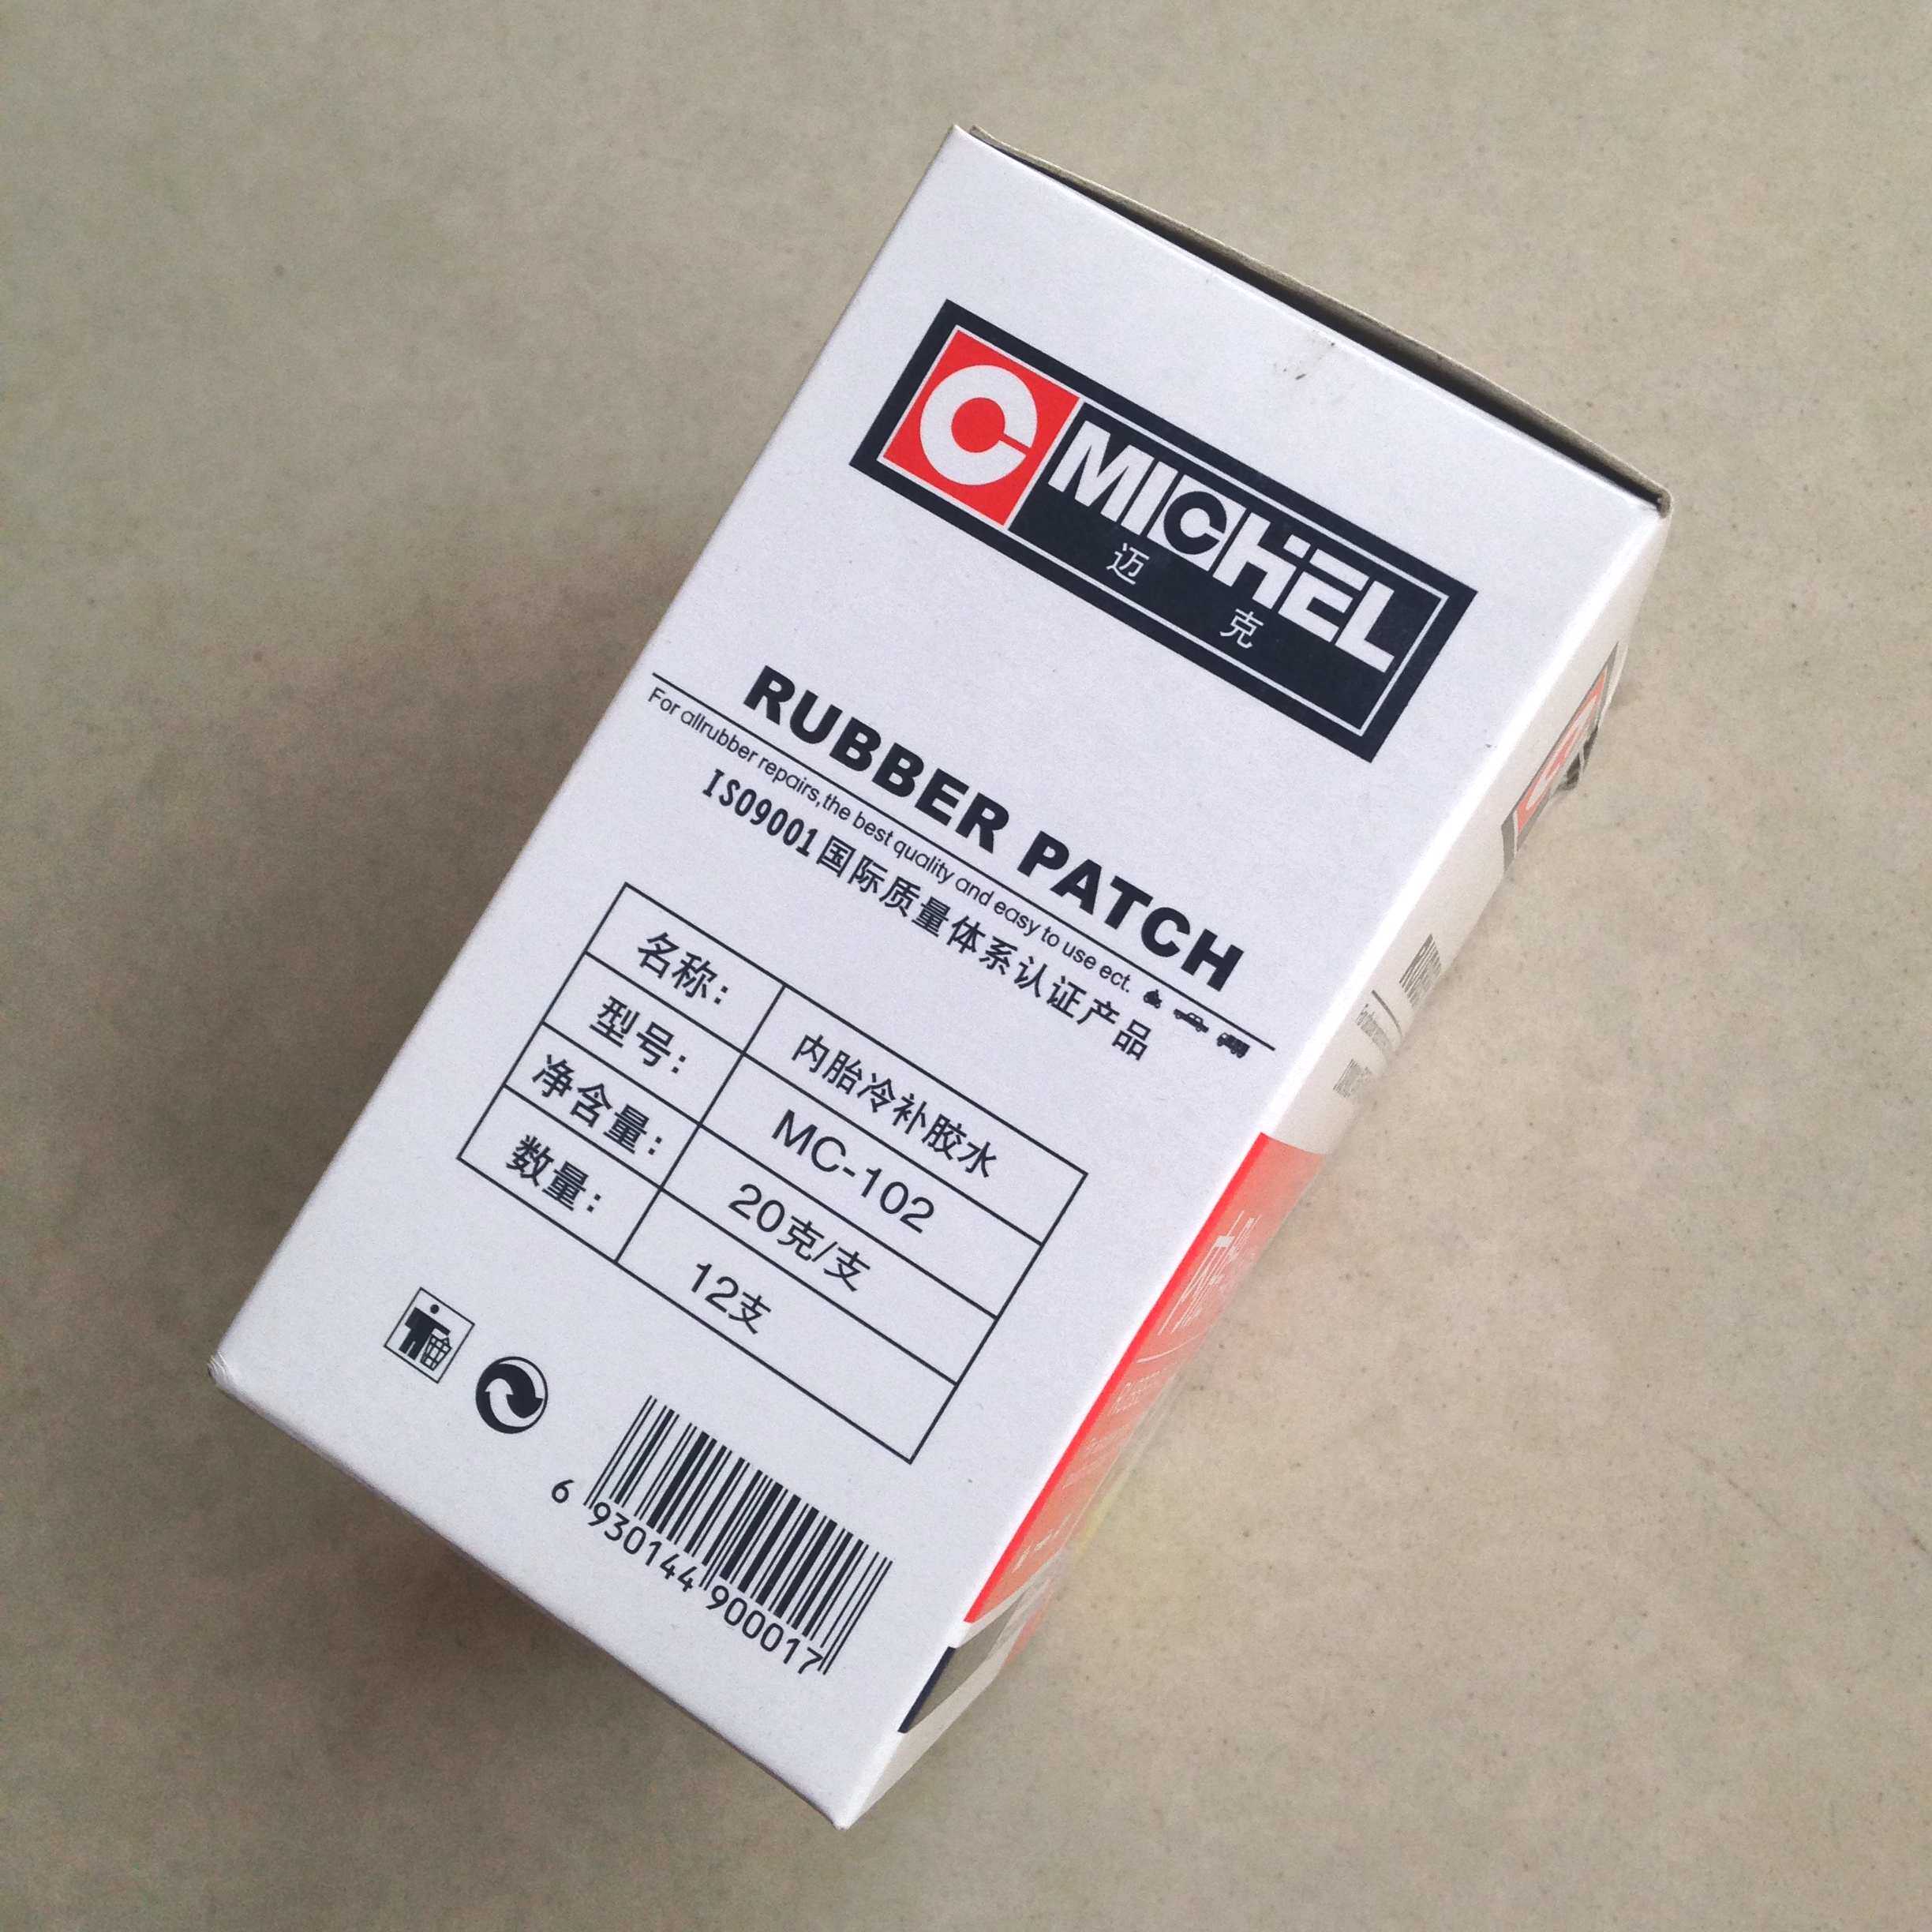 C MICHEL
迈 克
RUBBER PATCH
For allrubber repairs,the best quality and easy to use ect.
ISO9001国际质量体系认证产品
名称: 内胎冷补胶水
型号: MC-102
净含量: 20克/支
数量: 12支
6 930144 900017